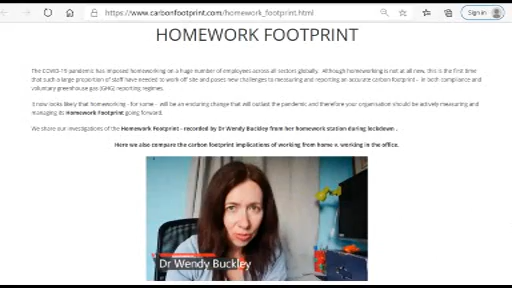 https://www.carbonfootprint.com/homework_footprint.html
Sign in
HOMEWORK FOOTPRINT
The COVID-19 pandemic has imposed homeworking on a huge number of employees across all sectors globally. Although homeworking is not at all new, this is the first time
that such a large proportion of staff have needed to work off site and poses new challenges to measuring and reporting an accurate carbon footprint - in both compliance and
voluntary greenhouse gas (GHG) reporting regimes.
It now looks likely that homeworking - for some - will be an enduring change that will outlast the pandemic and therefore your organisation should be actively measuring and
managing its Homework Footprint going forward.
We share our investigations of the Homework Footprint - recorded by Dr Wendy Buckley from her homework station during lockdown .
Here we also compare the carbon footprint implications of working from home v. working in the office.
Dr Wendy Buckley